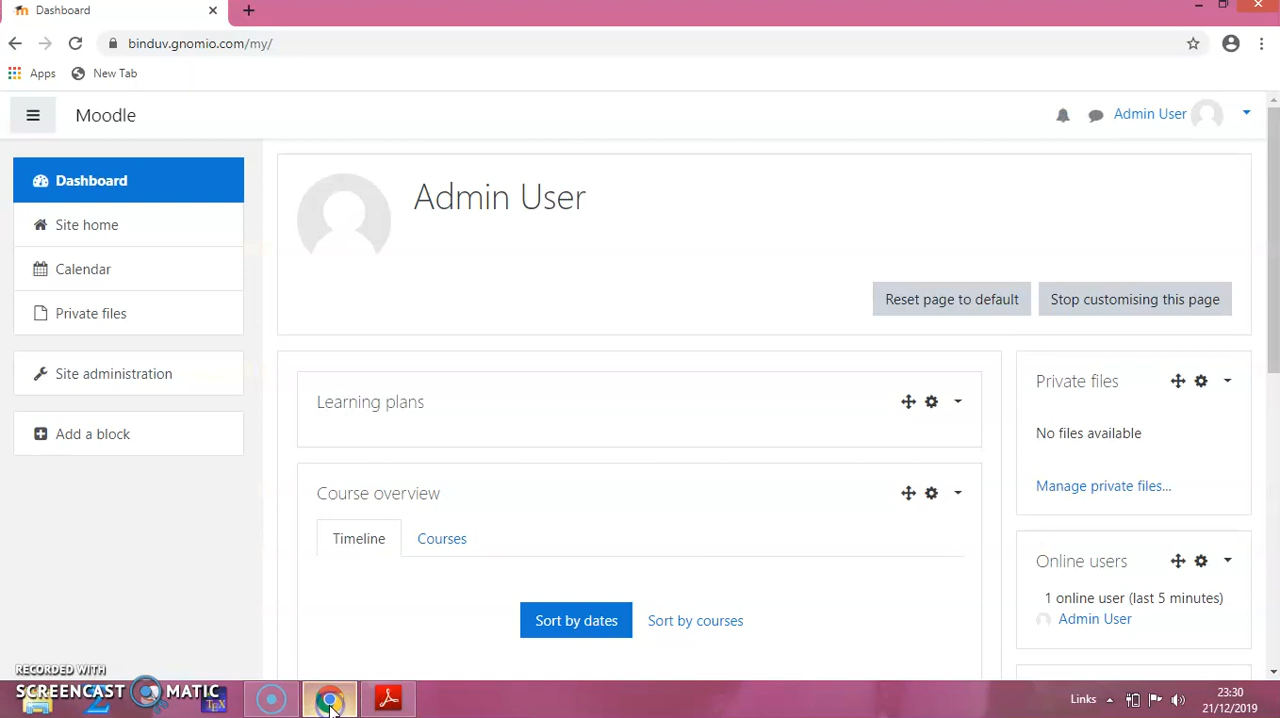 Dashboard
binduv.gnomio.com/my/
Apps
New Tab
Moodle
Admin User
Dashboard
Site home
Calendar
Private files
Site administration
Add a block
Admin User
Reset page to default
Stop customising this page
Learning plans
Course overview
Timeline
Courses
Sort by dates
Sort by courses
Private files
No files available
Manage private files...
Online users
1 online user (last 5 minutes)
Admin User
RECORDED WITH
SCREENCAST MATIC
TEX
Links
23:30
21/12/2019